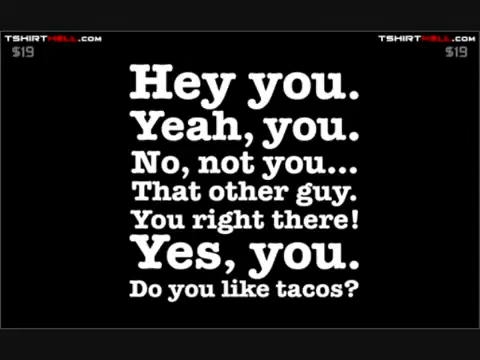 TSHIRTHELL.COM TSHIRTHELL.COM
$19 $19
Hey you.
Yeah, you.
No, not you...
That other guy.
You right there!
Yes, you.
Do you like tacos?